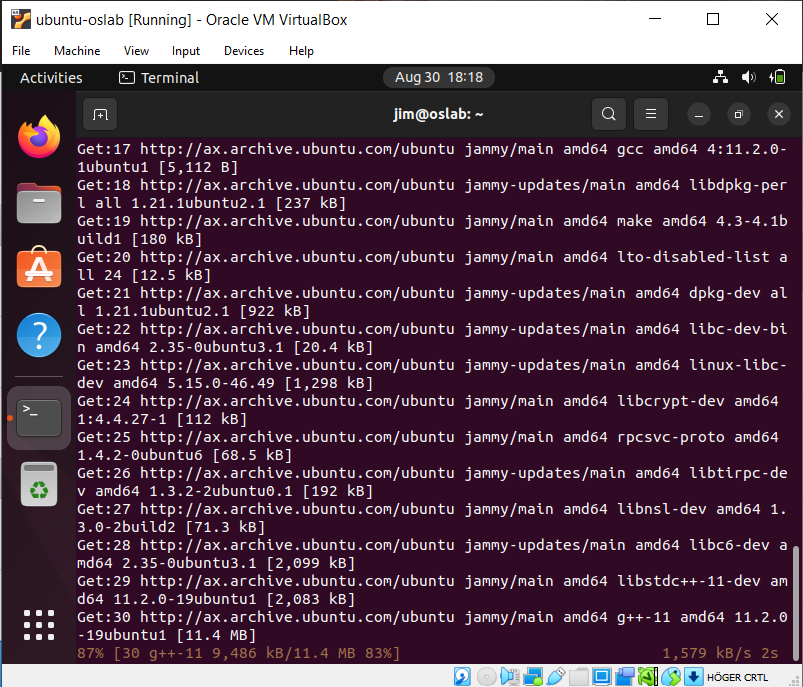 ubuntu-oslab [Running] - Oracle VM VirtualBox
File Machine View Input Devices Help
Activities Terminal Aug 30 18:18
jim@oslab: ~
Get:17 http://ax.archive.ubuntu.com/ubuntu jammy/main amd64 gcc amd64 4:11.2.0-
1ubuntu1 [5,112 B]
Get:18 http://ax.archive.ubuntu.com/ubuntu jammy-updates/main amd64 libdpkg-per
l all 1.21.1ubuntu2.1 [237 kB]
Get:19 http://ax.archive.ubuntu.com/ubuntu jammy/main amd64 make amd64 4.3-4.1b
uild1 [180 kB]
Get:20 http://ax.archive.ubuntu.com/ubuntu jammy/main amd64 lto-disabled-list a
ll 24 [12.5 kB]
Get:21 http://ax.archive.ubuntu.com/ubuntu jammy-updates/main amd64 dpkg-dev al
l 1.21.1ubuntu2.1 [922 kB]
Get:22 http://ax.archive.ubuntu.com/ubuntu jammy-updates/main amd64 libc-dev-bi
n amd64 2.35-0ubuntu3.1 [20.4 kB]
Get:23 http://ax.archive.ubuntu.com/ubuntu jammy-updates/main amd64 linux-libc-
dev amd64 5.15.0-46.49 [1,298 kB]
Get:24 http://ax.archive.ubuntu.com/ubuntu jammy/main amd64 libcrypt-dev amd64
1:4.4.27-1 [112 kB]
Get:25 http://ax.archive.ubuntu.com/ubuntu jammy/main amd64 rpcsvc-proto amd64
1.4.2-0ubuntu6 [68.5 kB]
Get:26 http://ax.archive.ubuntu.com/ubuntu jammy-updates/main amd64 libtirpc-de
v amd64 1.3.2-2ubuntu0.1 [192 kB]
Get:27 http://ax.archive.ubuntu.com/ubuntu jammy/main amd64 libnsl-dev amd64 1.
3.0-2build2 [71.3 kB]
Get:28 http://ax.archive.ubuntu.com/ubuntu jammy-updates/main amd64 libc6-dev a
md64 2.35-0ubuntu3.1 [2,099 kB]
Get:29 http://ax.archive.ubuntu.com/ubuntu jammy/main amd64 libstdc++-11-dev am
d64 11.2.0-19ubuntu1 [2,083 kB]
Get:30 http://ax.archive.ubuntu.com/ubuntu jammy/main amd64 g++-11 amd64 11.2.0
-19ubuntu1 [11.4 MB]
87% [30 g++-11 9,486 kB/11.4 MB 83%] 1,579 kB/s 2s
HÖGER CRTL